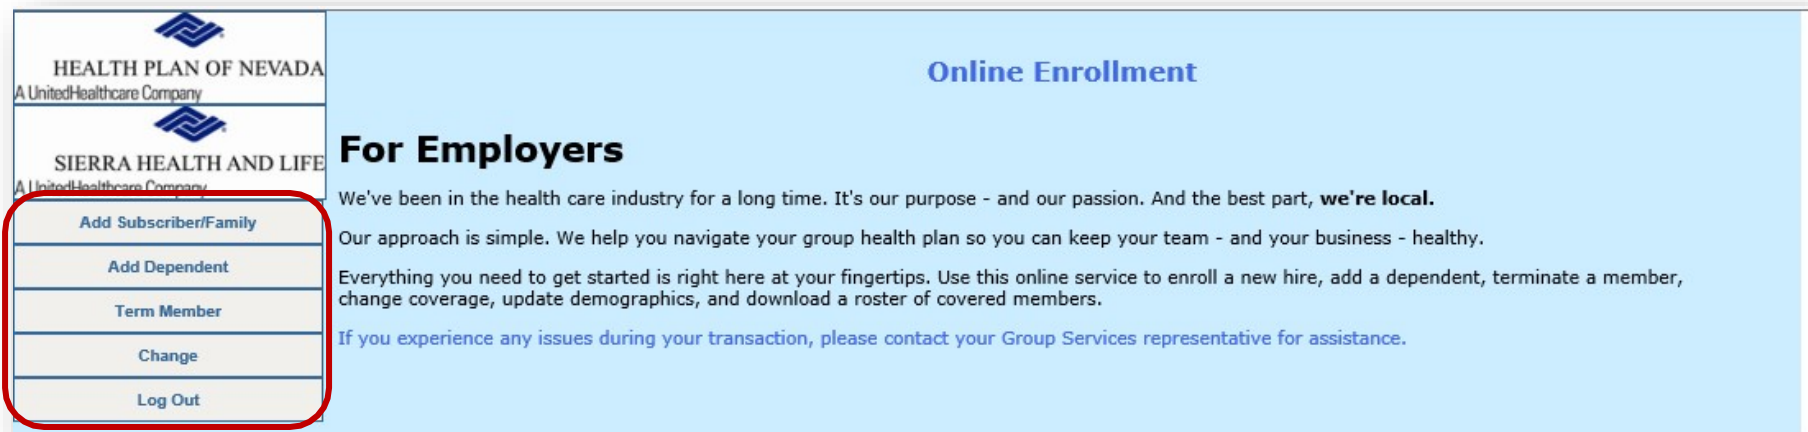 HEALTH PLAN OF NEVADA
A UnitedHealthcare Company
SIERRA HEALTH AND LIFE
A UnitedHealthcare Company
Add Subscriber/Family
Add Dependent
Term Member
Change
Log Out
Online Enrollment
For Employers
We've been in the health care industry for a long time. It's our purpose - and our passion. And the best part, we're local.
Our approach is simple. We help you navigate your group health plan so you can keep your team - and your business - healthy.
Everything you need to get started is right here at your fingertips. Use this online service to enroll a new hire, add a dependent, terminate a member,
change coverage, update demographics, and download a roster of covered members.
If you experience any issues during your transaction, please contact your Group Services representative for assistance.